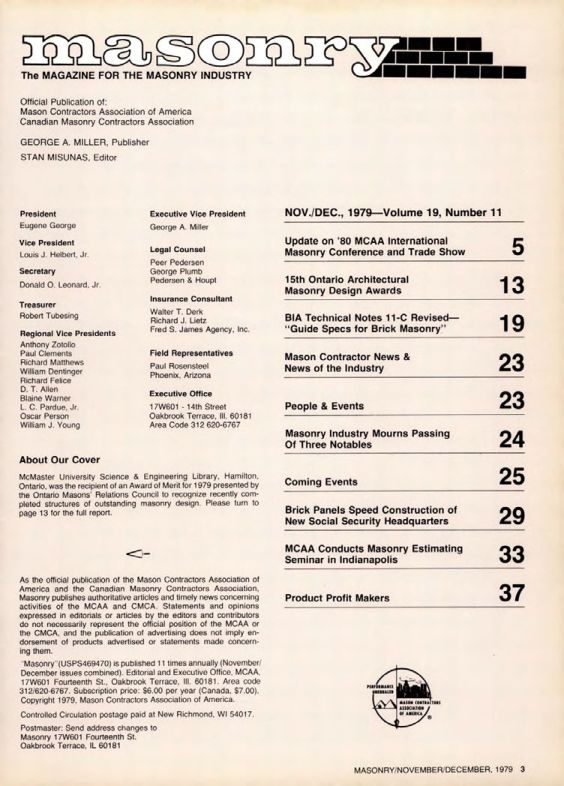 masonry
The MAGAZINE FOR THE MASONRY INDUSTRY
Official Publication of:
Mason Contractors Association of America
Canadian Masonry Contractors Association
GEORGE A. MILLER, Publisher
STAN MISUNAS, Editor
President
Eugene George
Vice President
Louis J. Helbert, Jr.
Secretary
Donald O. Leonard, Jr.
Treasurer
Robert Tubesing
Regional Vice Presidents
Anthony Zotollo
Paul Clements
Richard Matthews
William Dentinger
Richard Felice
D. T. Allen
Blaine Warner
L. C. Pardue, Jr.
Oscar Person
William J. Young
Executive Vice President
George A. Miller
Legal Counsel
Peer Pedersen
George Plumb
Pedersen & Houpt
Insurance Consultant
Walter T. Derk
Richard J. Lietz
Fred S. James Agency, Inc.
Field Representatives
Paul Rosensteel
Phoenix, Arizona
Executive Office
17W601 - 14th Street
Oakbrook Terrace, Ill. 60181
Area Code 312 620-6767
About Our Cover
McMaster University Science & Engineering Library, Hamilton,
Ontario, was the recipient of an Award of Merit for 1979 presented by
the Ontario Masons' Relations Council to recognize recently com-
pleted structures of outstanding masonry design. Please turn to
page 13 for the full report.
As the official publication of the Mason Contractors Association of
America and the Canadian Masonry Contractors Association,
Masonry publishes authoritative articles and timely news concerning
activities of the MCAA and CMCA. Statements and opinions
expressed in editorials or articles by the editors and contributors
do not necessarily represent the official position of the MCAA or
the CMCA, and the publication of advertising does not imply en-
dorsement of products advertised or statements made concern-
ing them.
"Masonry"(USPS469470) is published 11 times annually (November/
December issues combined). Editorial and Executive Office, MCAA,
17W601 Fourteenth St., Oakbrook Terrace, Ill. 60181. Area code
312/620-6767. Subscription price: $6.00 per year (Canada, $7.00).
Copyright 1979, Mason Contractors Association of America.
Controlled Circulation postage paid at New Richmond, WI 54017.
Postmaster: Send address changes to
Masonry 17W601 Fourteenth St.
Oakbrook Terrace, IL 60181
NOV./DEC., 1979—Volume 19, Number 11
Update on '80 MCAA International
Masonry Conference and Trade Show 5
15th Ontario Architectural
Masonry Design Awards 13
BIA Technical Notes 11-C Revised—
"Guide Specs for Brick Masonry" 19
Mason Contractor News &
News of the Industry 23
People & Events 23
Masonry Industry Mourns Passing
Of Three Notables 24
Coming Events 25
Brick Panels Speed Construction of
New Social Security Headquarters 29
MCAA Conducts Masonry Estimating
Seminar in Indianapolis 33
Product Profit Makers 37
PERFORMANCE
UNEQUALED
MASON CONTRACTORS
ASSOCIATION
OF AMERICA
®
MASONRY/NOVEMBER/DECEMBER, 1979 3